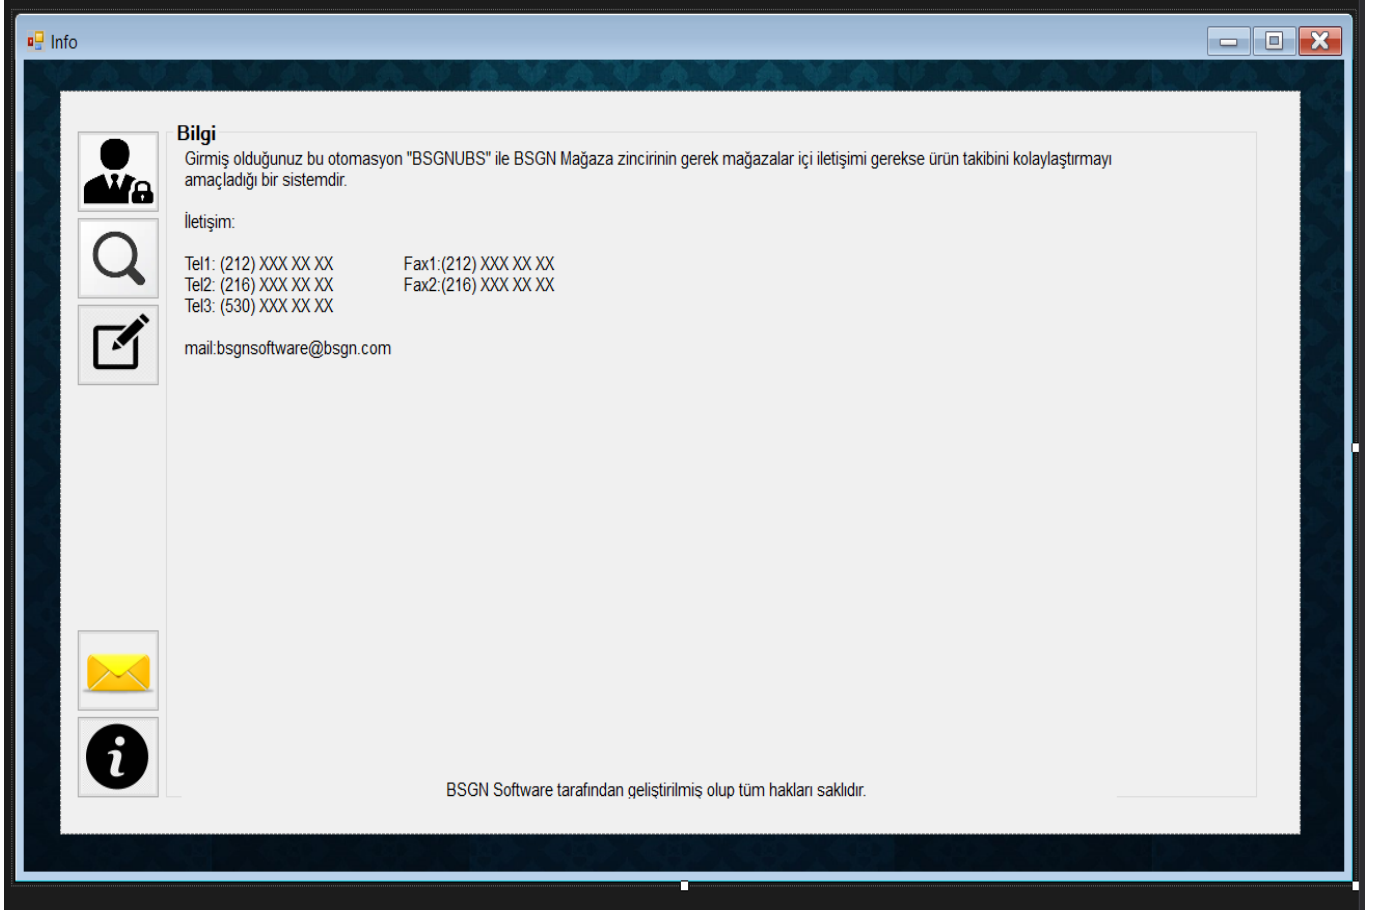 Info
Bilgi
Girmiş olduğunuz bu otomasyon "BSGNUBS" ile BSGN Mağaza zincirinin gerek mağazalar içi iletişimi gerekse ürün takibini kolaylaştırmayı
amaçladığı bir sistemdir.
İletişim:
Tel1: (212) XXX XX XX Fax1:(212) XXX XX XX
Tel2: (216) XXX XX XX Fax2:(216) XXX XX XX
Tel3: (530) XXX XX XX
mail:bsgnsoftware@bsgn.com
BSGN Software tarafından geliştirilmiş olup tüm hakları saklıdır.